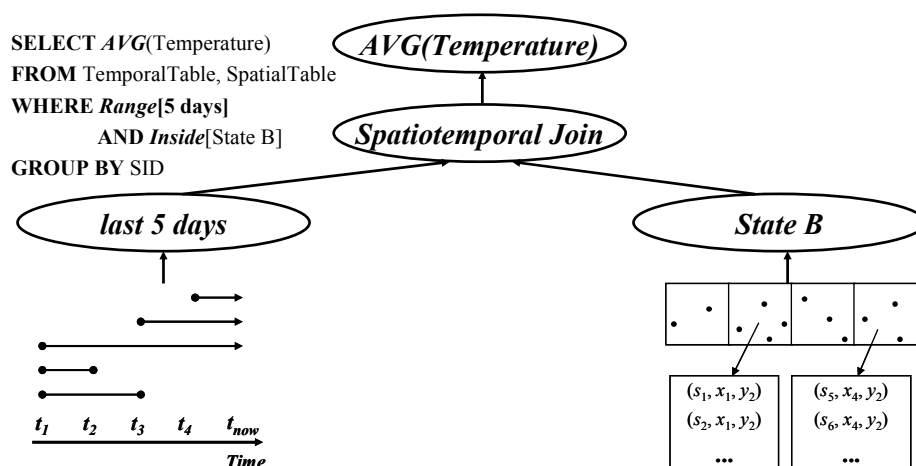 SELECT AVG(Temperature)
FROM TemporalTable, SpatialTable
WHERE Range[5 days]
AND Inside[State B]
GROUP BY SID
AVG(Temperature)
Spatiotemporal Join
last 5 days
State B
t1 t2 t3 t4 tnow
Time
(s1, x1, y2)
(s2, x1, y2)
...
(s5, x4, y2)
(s6, x4, y2)
...